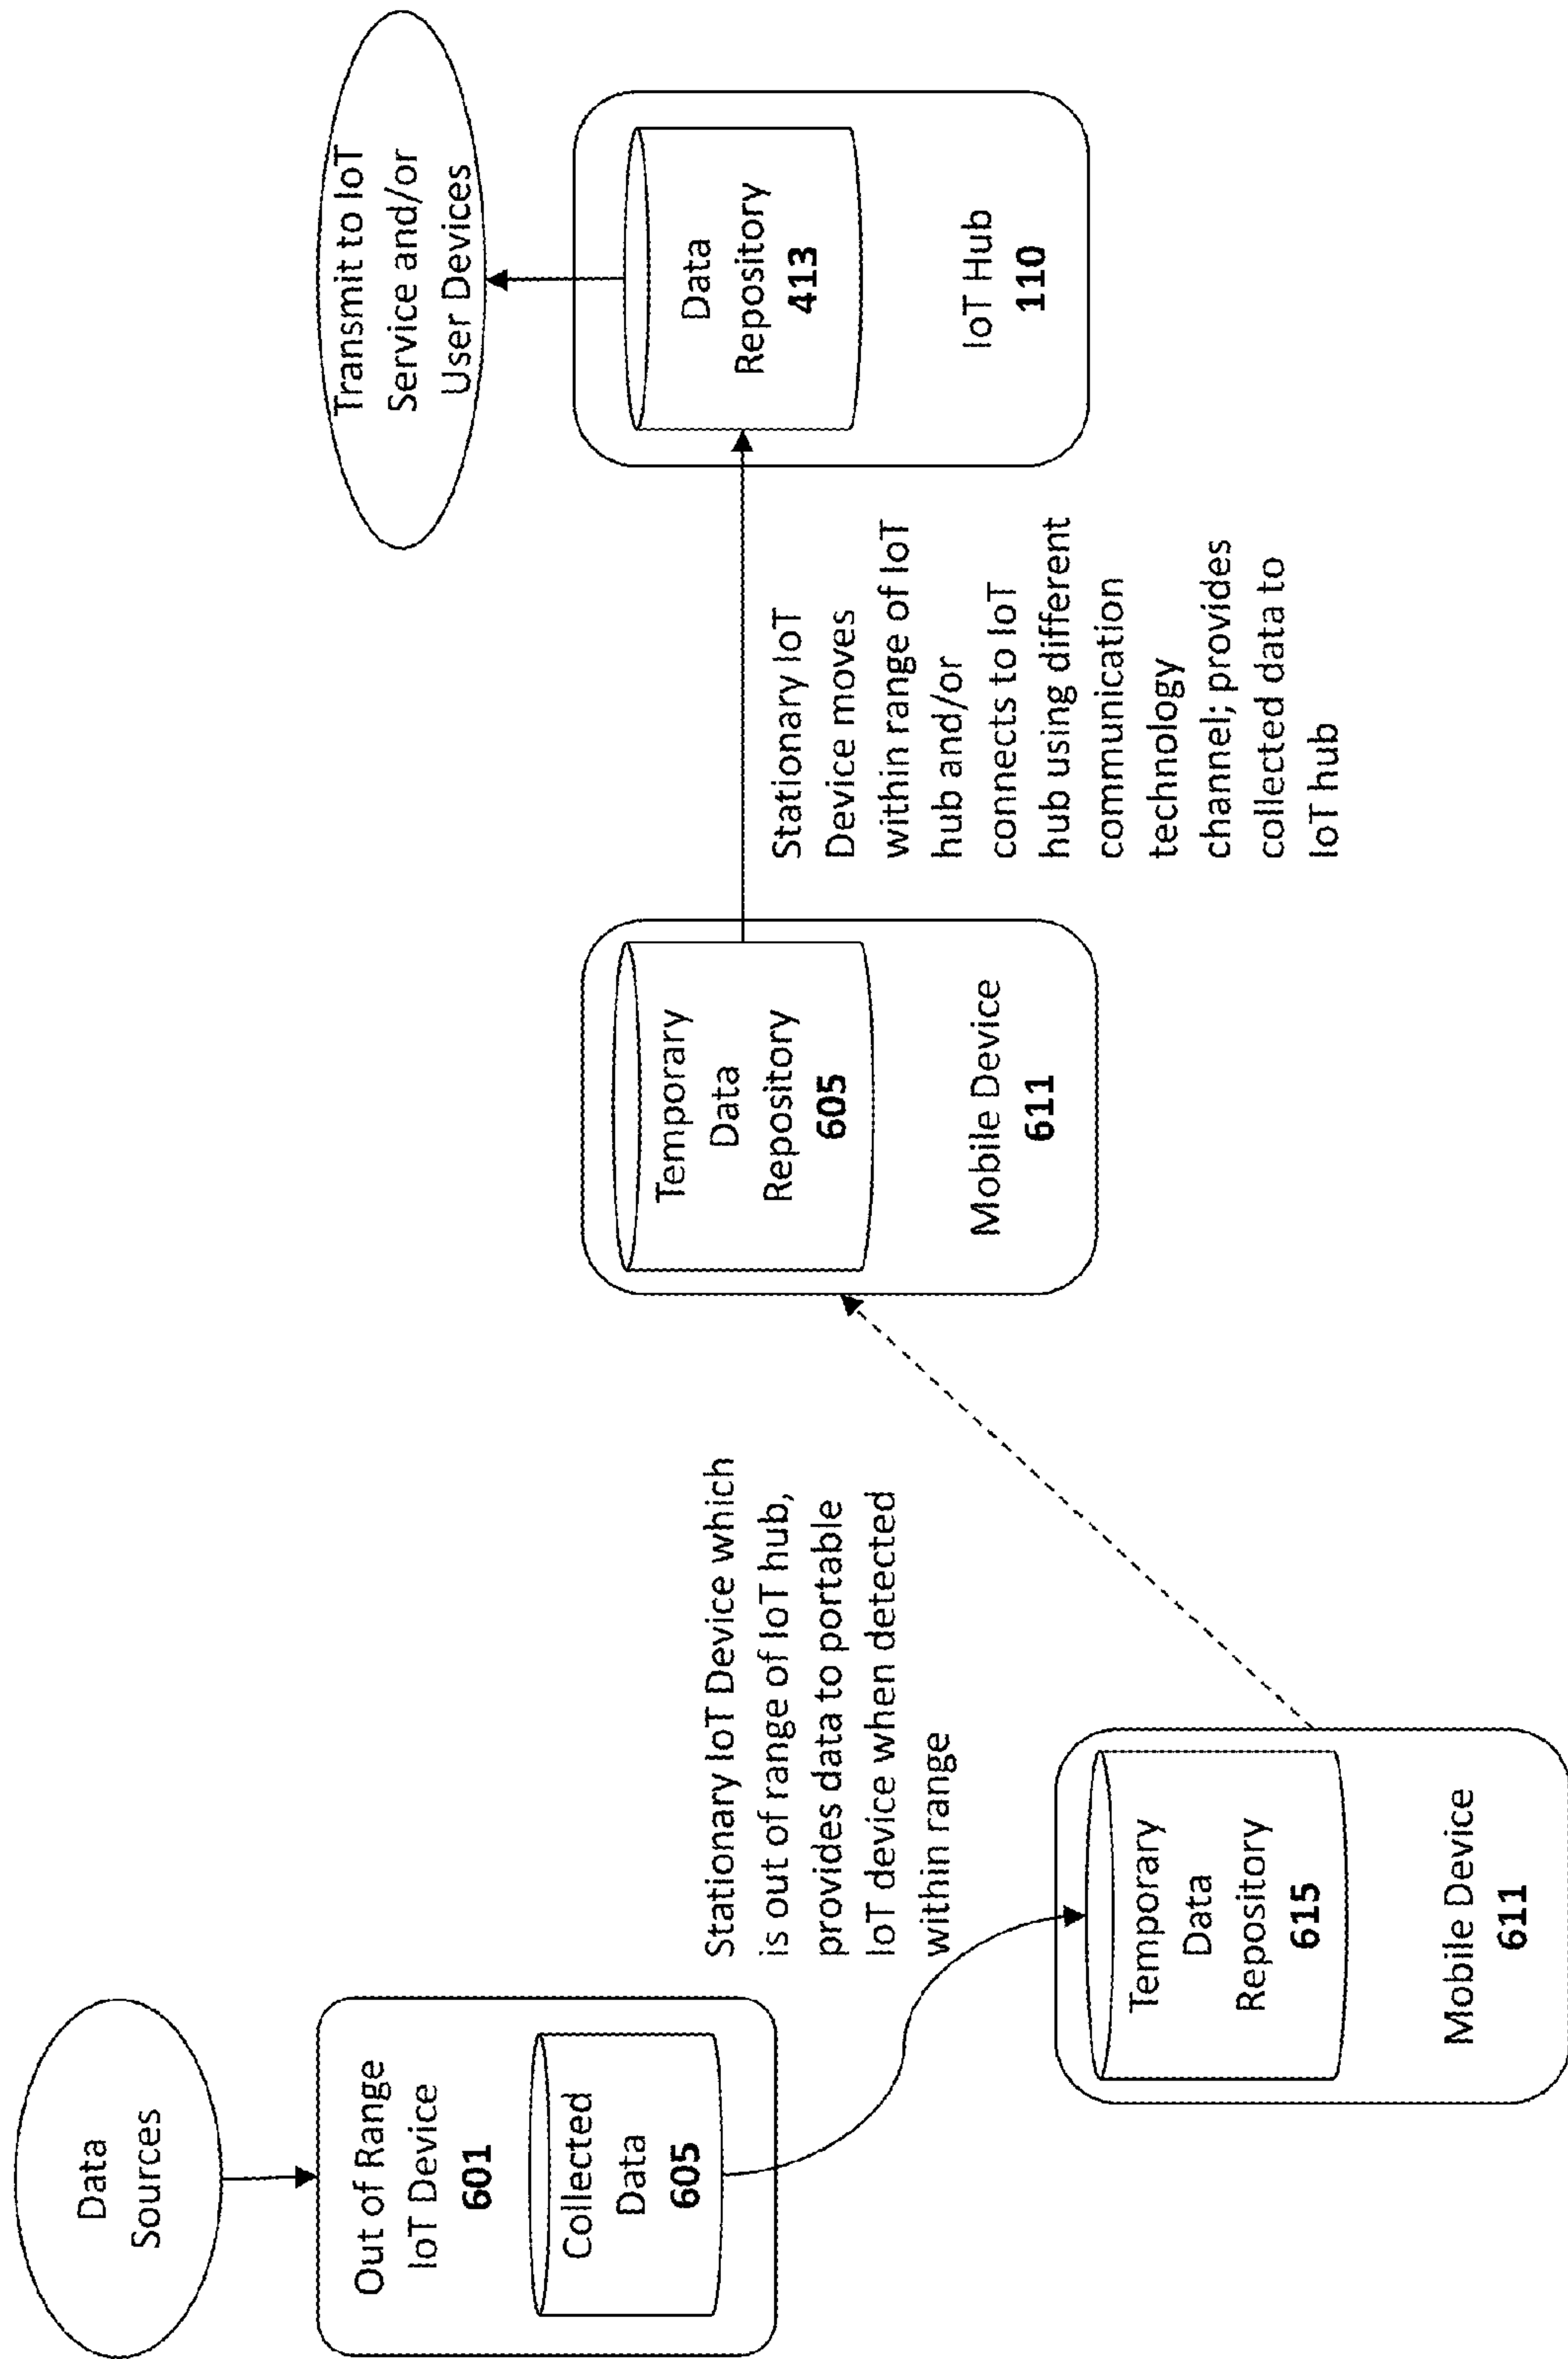 Data
Sources
Out of Range
IoT Device
601
Collected
Data
605
Stationary IoT Device which
is out of range of IoT hub,
provides data to portable
IoT device when detected
within range
Temporary
Data
Repository
615
Mobile Device
611
Temporary
Data
Repository
605
Mobile Device
611
Stationary IoT
Device moves
within range of IoT
hub and/or
connects to IoT
hub using different
communication
technology
channel; provides
collected data to
IoT hub
Transmit to IoT
Service and/or
User Devices
Data
Repository
413
IoT Hub
110